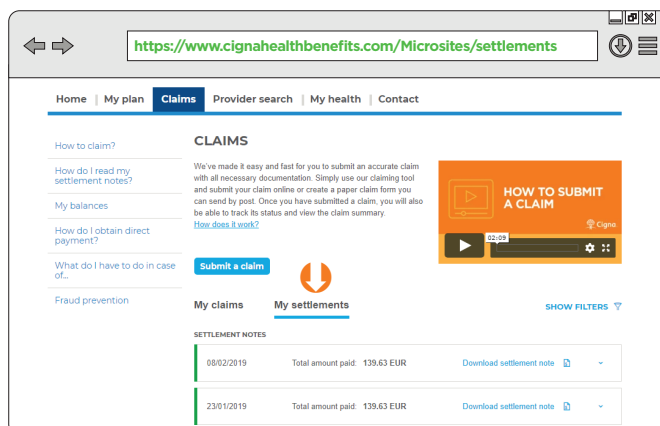 https://www.cignahealthbenefits.com/Microsites/settlements
Home | My plan Claims Provider search | My health | Contact
How to claim?
How do I read my
settlement notes?
My balances
How do I obtain direct
payment?
What do I have to do in case
of...
Fraud prevention
CLAIMS
We've made it easy and fast for you to submit an accurate claim
with all necessary documentation. Simply use our claiming tool
and submit your claim online or create a paper claim form you
can send by post. Once you have submitted a claim, you will also
be able to track its status and view the claim summary.
How does it work?
HOW TO SUBMIT
A CLAIM
Cigna
02:09
Submit a claim
My claims My settlements SHOW FILTERS
SETTLEMENT NOTES
08/02/2019 Total amount paid: 139.63 EUR Download settlement note
23/01/2019 Total amount paid: 139.63 EUR Download settlement note